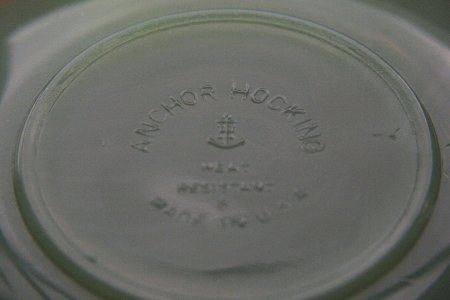 ANCHOR HOCKING
HEAT
RESISTANT
MADE IN U.S.A.